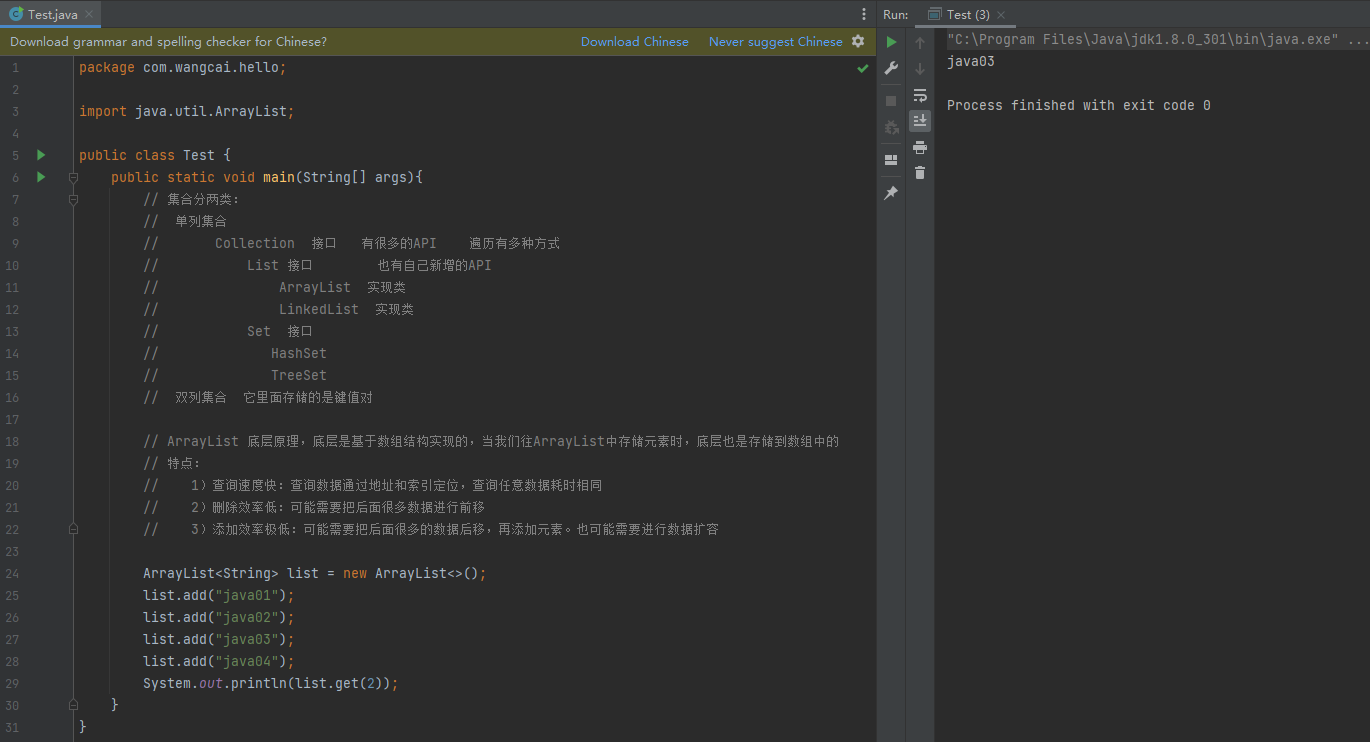 Test.java
Download grammar and spelling checker for Chinese? Download Chinese Never suggest Chinese
1 package com.wangcai.hello;
2
3 import java.util.ArrayList;
4
5 public class Test {
6 public static void main(String[] args){
7 // 集合分两类:
8 // 单列集合
9 // Collection 接口 有很多的API 遍历有多种方式
10 // List 接口 也有自己新增的API
11 // ArrayList 实现类
12 // LinkedList 实现类
13 // Set 接口
14 // HashSet
15 // TreeSet
16 // 双列集合 它里面存储的是键值对
17
18 // ArrayList 底层原理，底层是基于数组结构实现的，当我们往ArrayList中存储元素时，底层也是存储到数组中的
19 // 特点:
20 // 1）查询速度快: 查询数据通过地址和索引定位，查询任意数据耗时相同
21 // 2）删除效率低: 可能需要把后面很多数据进行前移
22 // 3）添加效率极低: 可能需要把后面很多的数据后移，再添加元素。也可能需要进行数据扩容
23
24 ArrayList<String> list = new ArrayList<>();
25 list.add("java01");
26 list.add("java02");
27 list.add("java03");
28 list.add("java04");
29 System.out.println(list.get(2));
30 }
31 }
Run: Test (3)
"C:\Program Files\Java\jdk1.8.0_301\bin\java.exe" ...
java03
Process finished with exit code 0